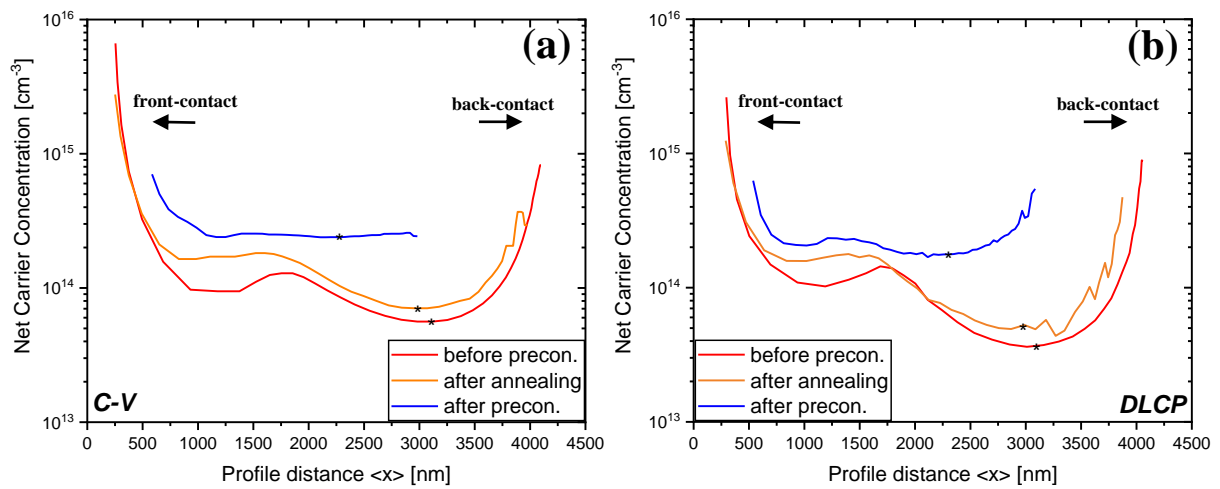 (a)
Net Carrier Concentration [cm⁻³]
10¹⁶
10¹⁵
10¹⁴
10¹³
front-contact
back-contact
before precon.
after annealing
after precon.
C-V
0 500 1000 1500 2000 2500 3000 3500 4000 4500
Profile distance <x> [nm]
(b)
Net Carrier Concentration [cm⁻³]
10¹⁶
10¹⁵
10¹⁴
10¹³
front-contact
back-contact
before precon.
after annealing
after precon.
DLCP
0 500 1000 1500 2000 2500 3000 3500 4000 4500
Profile distance <x> [nm]